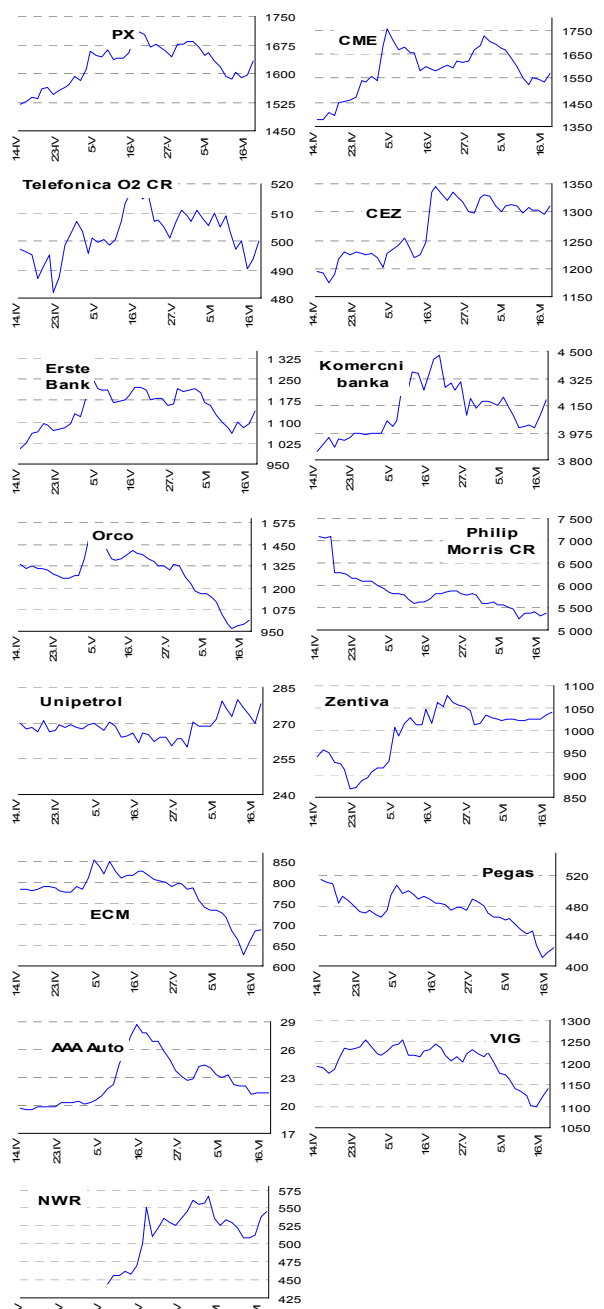 PX
1750
1675
1600
1525
1450
14.IV 23.IV 5.V 16.V 27.V 5.VI 16.VI
CME
1750
1650
1550
1450
1350
14.IV 23.IV 5.V 16.V 27.V 5.VI 16.VI
Telefonica O2 CR
520
510
500
490
480
14.IV 23.IV 5.V 16.V 27.V 5.VI 16.VI
CEZ
1350
1300
1250
1200
1150
14.IV 23.IV 5.V 16.V 27.V 5.VI 16.VI
Erste
Bank
1 325
1 250
1 175
1 100
1 025
950
14.IV 23.IV 5.V 16.V 27.V 5.VI 16.VI
Komercni
banka
4 500
4 325
4 150
3 975
3 800
14.IV 23.IV 5.V 16.V 27.V 5.VI 16.VI
Orco
1 575
1 450
1 325
1 200
1 075
950
14.IV 23.IV 5.V 16.V 27.V 5.VI 16.VI
Philip
Morris CR
7 500
7 000
6 500
6 000
5 500
5 000
14.IV 23.IV 5.V 16.V 27.V 5.VI 16.VI
Unipetrol
285
270
255
240
14.IV 23.IV 5.V 16.V 27.V 5.VI 16.VI
Zentiva
1100
1050
1000
950
900
850
14.IV 23.IV 5.V 16.V 27.V 5.VI 16.VI
ECM
850
800
750
700
650
600
14.IV 23.IV 5.V 16.V 27.V 5.VI 16.VI
Pegas
520
480
440
400
14.IV 23.IV 5.V 16.V 27.V 5.VI 16.VI
AAA Auto
29
26
23
20
17
14.IV 23.IV 5.V 16.V 27.V 5.VI 16.VI
VIG
1300
1250
1200
1150
1100
1050
14.IV 23.IV 5.V 16.V 27.V 5.VI 16.VI
NWR
575
550
525
500
475
450
425